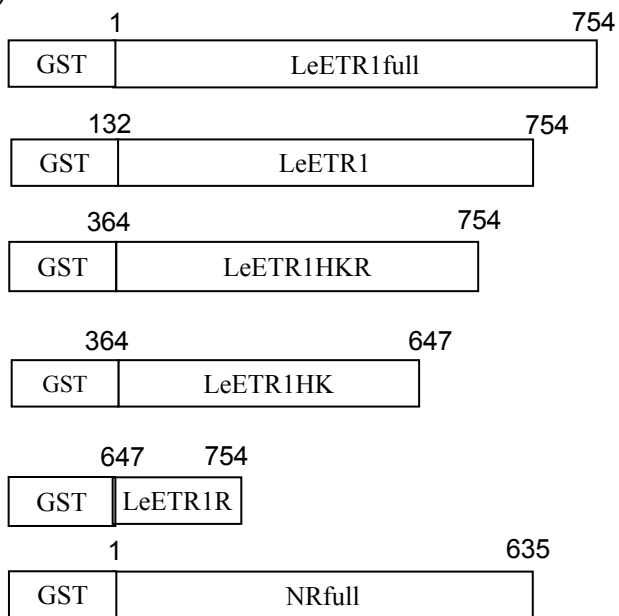 1 754
GST LeETR1full
132 754
GST LeETR1
364 754
GST LeETR1HKR
364 647
GST LeETR1HK
647 754
GST LeETR1R
1 635
GST NRfull